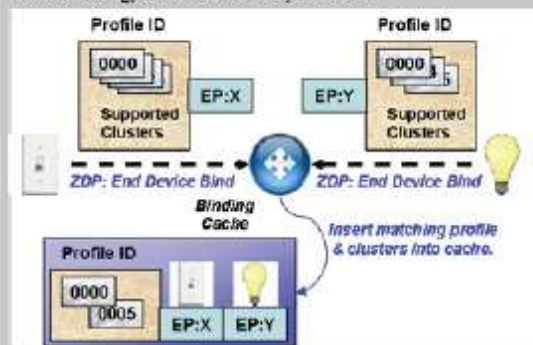 Profile ID
Profile ID
0000
0000
5
EP:X
EP:Y
Supported
Clusters
Supported
Clusters
ZDP: End Device Bind
ZDP: End Device Bind
Binding
Cache
Insert matching profile
& clusters into cache.
Profile ID
0000
0005
EP:X
EP:Y